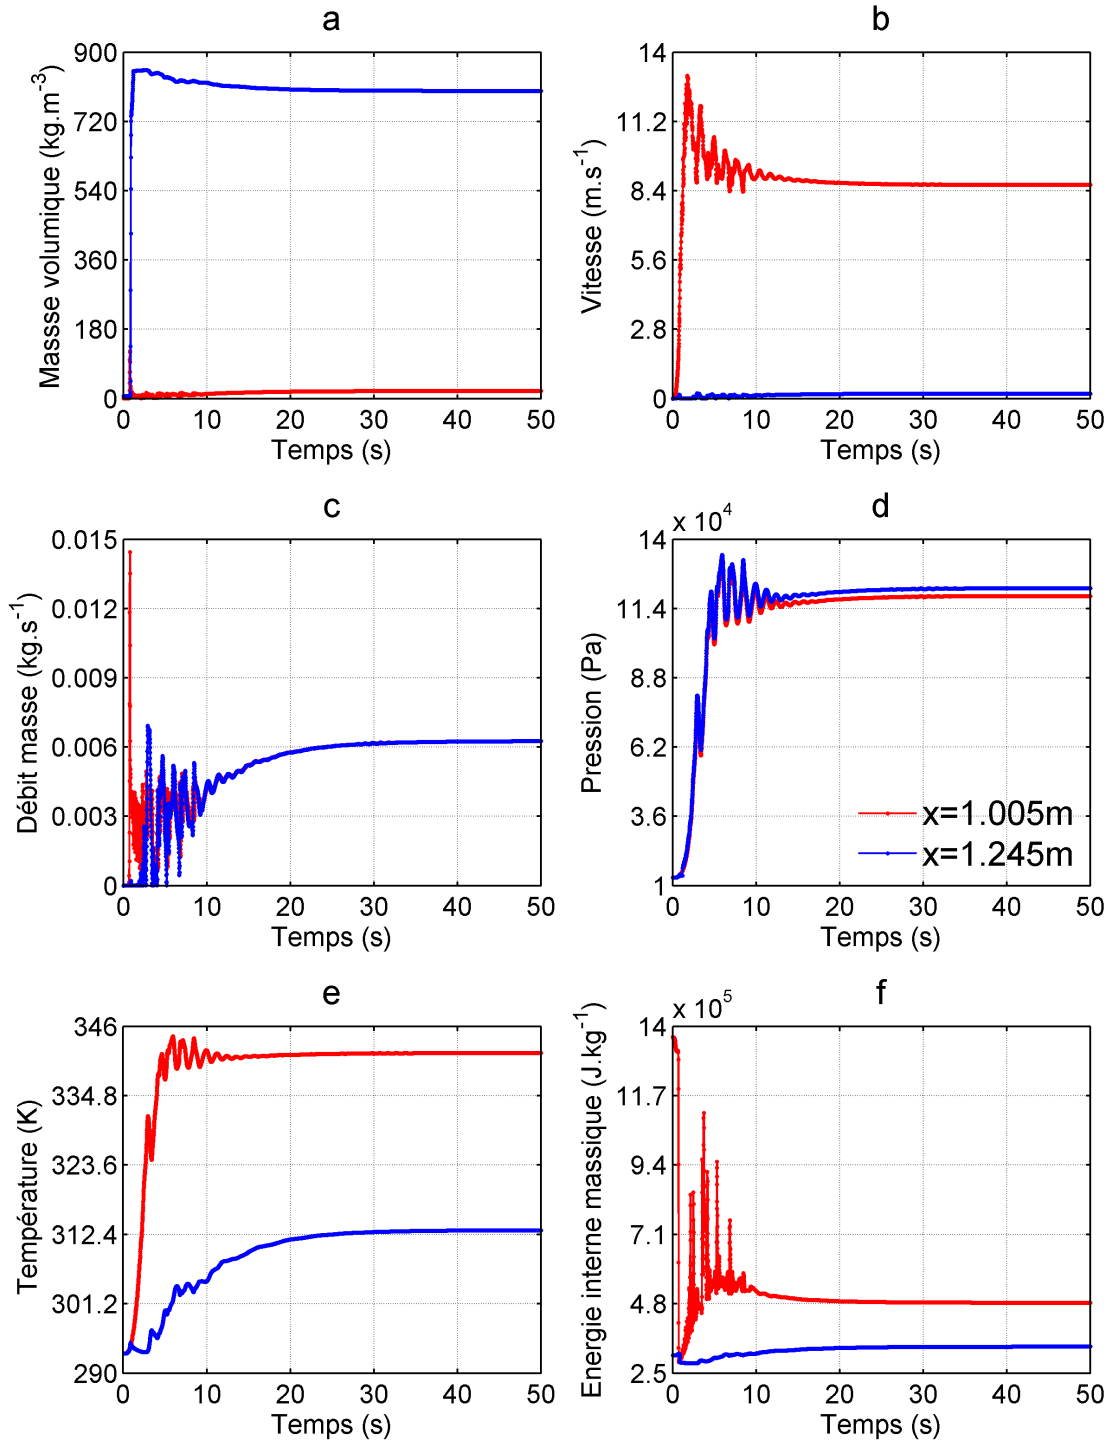 a
900
720
540
360
180
0
0 10 20 30 40 50
Massse volumique (kg.m-3)
Temps (s)
b
14
11.2
8.4
5.6
2.8
0
0 10 20 30 40 50
Vitesse (m.s-1)
Temps (s)
c
0.015
0.012
0.009
0.006
0.003
0
0 10 20 30 40 50
Débit masse (kg.s-1)
Temps (s)
d
x 10^4
14
11.4
8.8
6.2
3.6
1
0 10 20 30 40 50
Pression (Pa)
x=1.005m
x=1.245m
Temps (s)
e
346
334.8
323.6
312.4
301.2
290
0 10 20 30 40 50
Température (K)
Temps (s)
f
x 10^5
14
11.7
9.4
7.1
4.8
2.5
0 10 20 30 40 50
Energie interne massique (J.kg-1)
Temps (s)